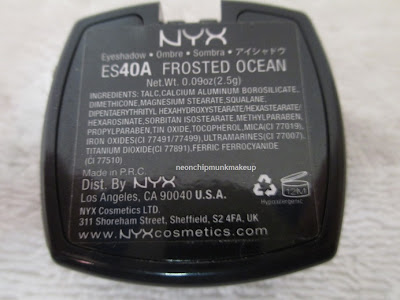 NYX
Eyeshadow • Ombre • Sombra • アイシャドウ
ES40A FROSTED OCEAN
Net.Wt. 0.09oz(2.5g)
INGREDIENTS: TALC,CALCIUM ALUMINUM BOROSILICATE,
DIMETHICONE,MAGNESIUM STEARATE,SQUALANE,
DIPENTAERYTHRITYL HEXAHYDROXYSTEARATE/HEXASTEARATE/
HEXAROSINATE,SORBITAN ISOSTEARATE,METHYLPARABEN,
PROPYLPARABEN,TIN OXIDE,TOCOPHEROL,MICA(CI 77019),
IRON OXIDES(CI 77491/77499),ULTRAMARINES(CI 77007),
TITANIUM DIOXIDE(CI 77891),FERRIC FERROCYANIDE
(CI 77510)
neonchipmunkmakeup
Made in P.R.C
Dist. By NYX
Los Angeles, CA 90040 U.S.A.
12M
Hypoallergenic
NYX Cosmetics LTD.
311 Shoreham Street, Sheffield, S2 4FA, UK
www.NYXcosmetics.com